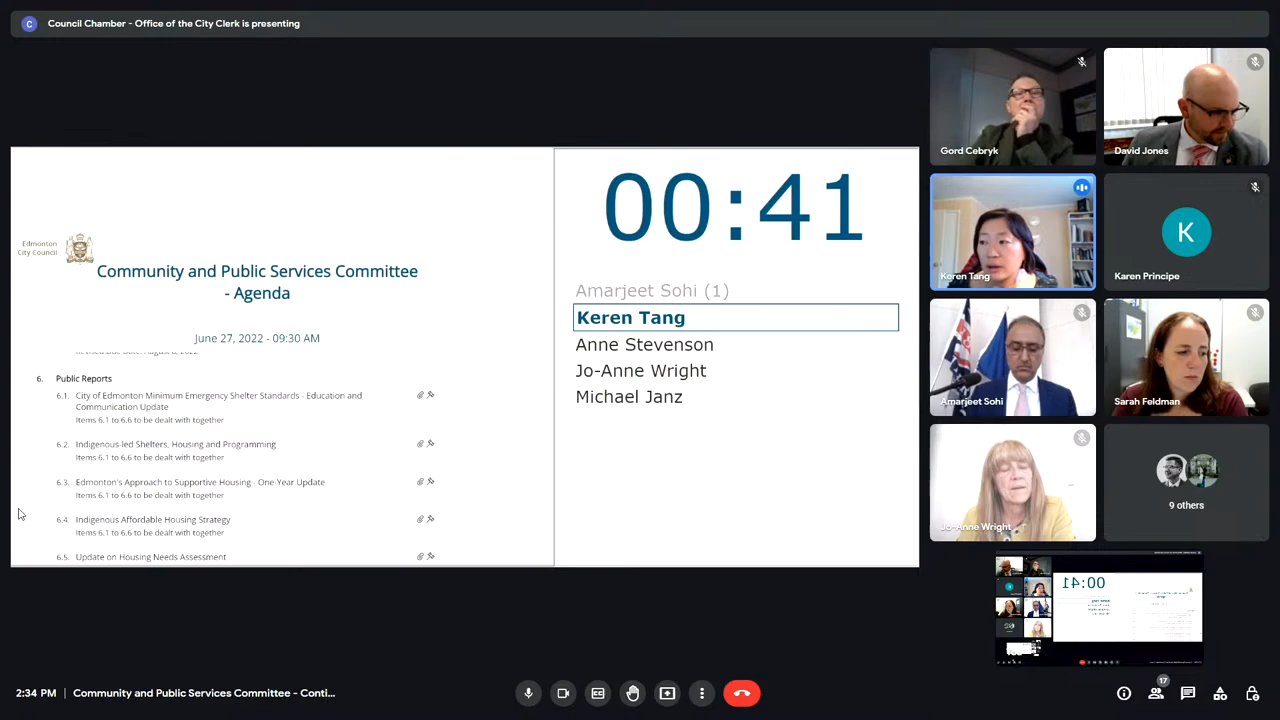 C
Council Chamber - Office of the City Clerk is presenting
Edmonton
City Council
Community and Public Services Committee
- Agenda
June 27, 2022 - 09:30 AM
6. Public Reports
6.1. City of Edmonton Minimum Emergency Shelter Standards - Education and
Communication Update
Items 6.1 to 6.6 to be dealt with together
6.2. Indigenous-led Shelters, Housing and Programming
Items 6.1 to 6.6 to be dealt with together
6.3. Edmonton's Approach to Supportive Housing - One-Year Update
Items 6.1 to 6.6 to be dealt with together
6.4. Indigenous Affordable Housing Strategy
Items 6.1 to 6.6 to be dealt with together
6.5. Update on Housing Needs Assessment
00:41
Amarjeet Sohi (1)
Keren Tang
Anne Stevenson
Jo-Anne Wright
Michael Janz
Gord Cebryk
David Jones
Keren Tang
K
Karen Principe
Amarjeet Sohi
Sarah Feldman
Jo-Anne Wright
9 others
00:41
2:34 PM | Community and Public Services Committee - Conti...
17